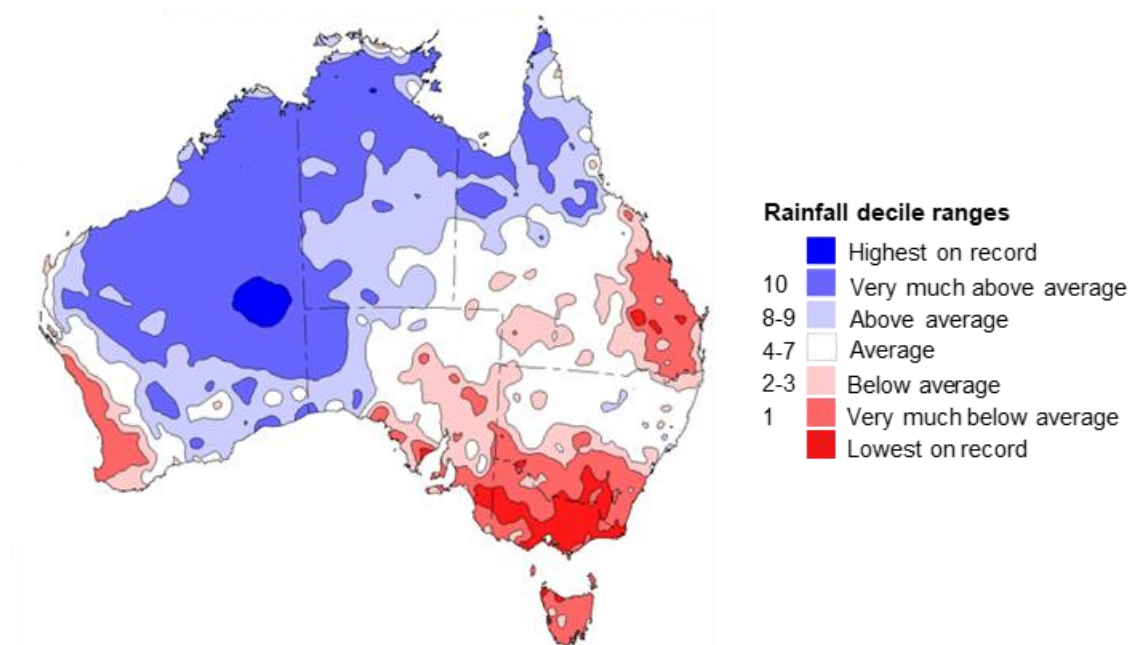 Rainfall decile ranges
Highest on record
10 Very much above average
8-9 Above average
4-7 Average
2-3 Below average
1 Very much below average
Lowest on record